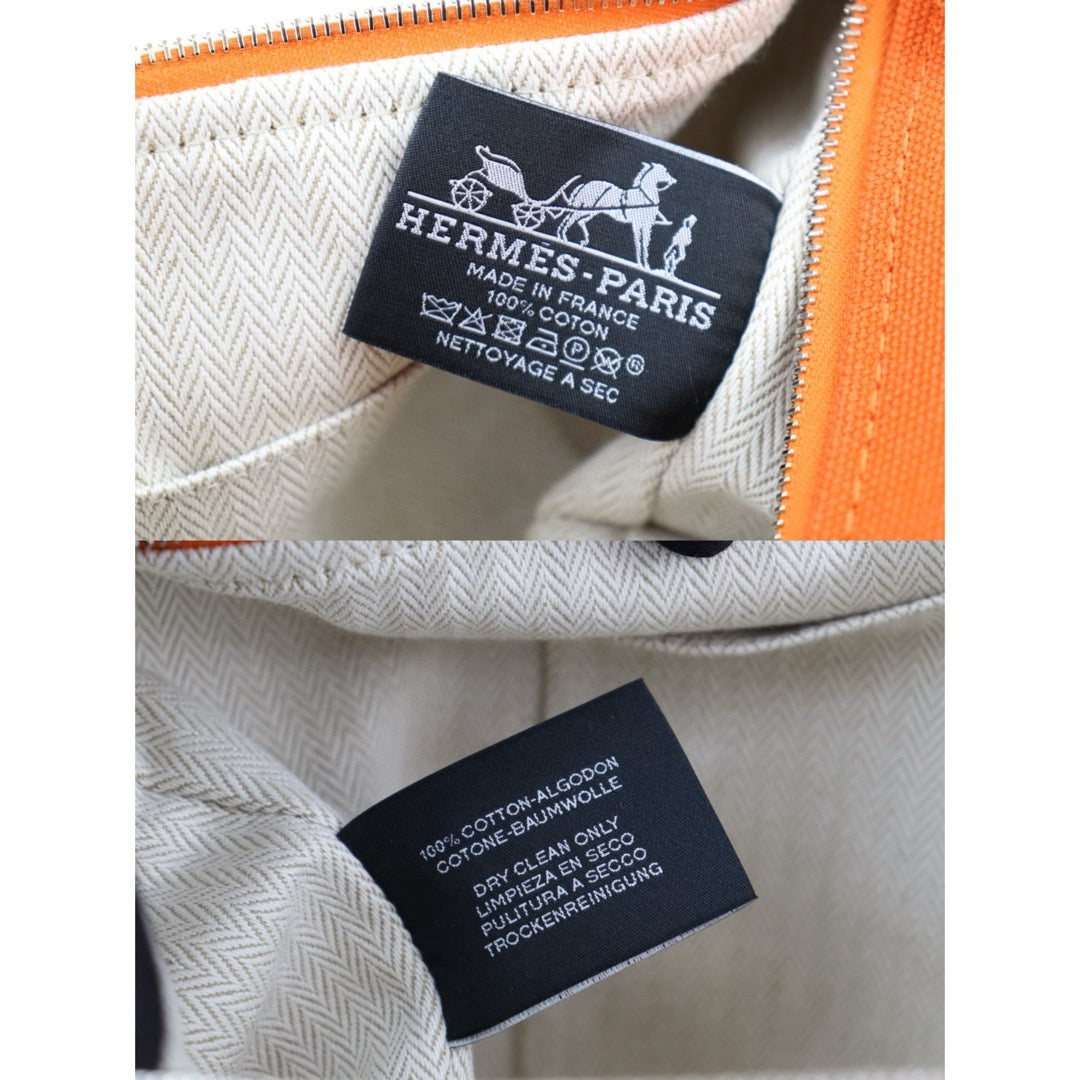 HERMÈS-PARIS
MADE IN FRANCE
100% COTON
P W ®
NETTOYAGE A SEC
100% COTTON-ALGODON
COTONE-BAUMWOLLE
DRY CLEAN ONLY
LIMPIEZA EN SECO
PULITURA A SECCO
TROCKENREINIGUNG